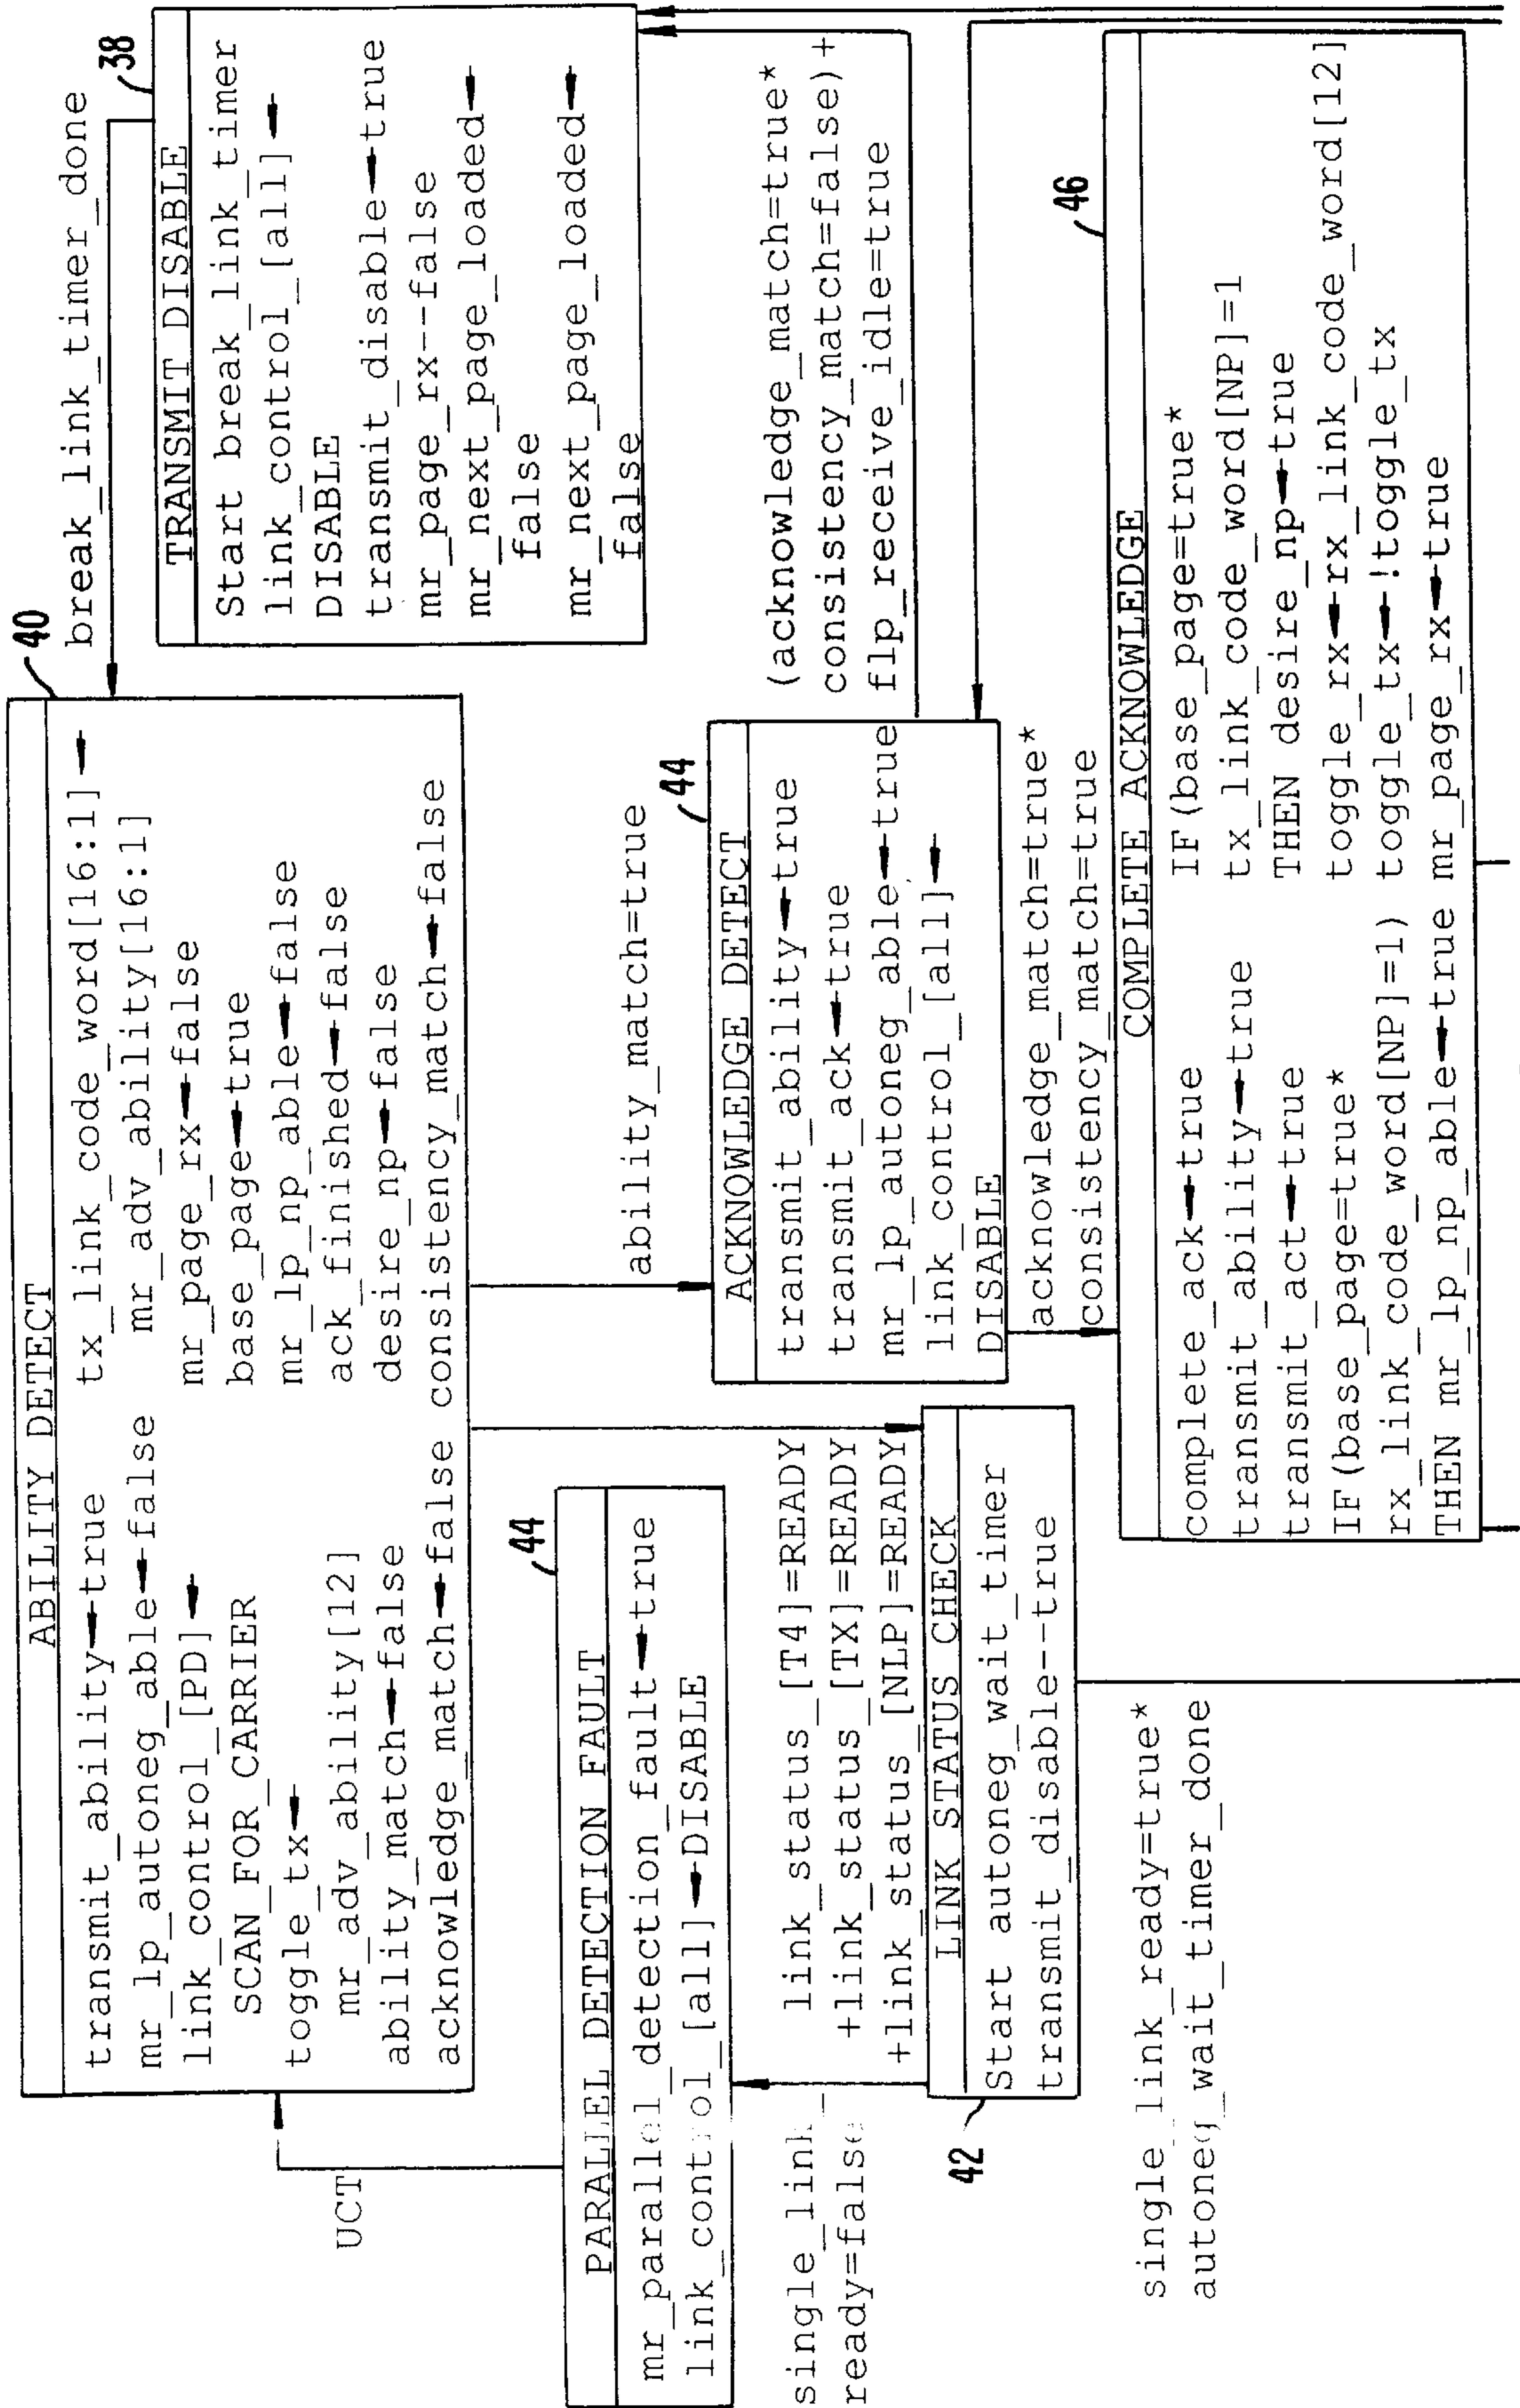 ABILITY DETECT
40
transmit_ability←true
mr_lp_autoneg_able←false
link_control_[PD]←
SCAN_FOR_CARRIER
toggle_tx←
mr_adv_ability[12]
ability_match←false
acknowledge_match←false
tx_link_code_word[16:1]←
mr_adv_ability[16:1]
mr_page_rx←false
base_page←true
mr_lp_np_able←false
ack_finished←false
desire_np←false
consistency_match←false
break_link_timer_done
38
TRANSMIT DISABLE
Start break_link_timer
link_control_[all]←
DISABLE
transmit_disable←true
mr_page_rx--false
mr_next_page_loaded←
false
mr_next_page_loaded←
false
UCT
44
PARALLEL DETECTION FAULT
mr_parallel_detection_fault←true
link_control_[all]←DISABLE
single_link_
ready=false
link_status_[T4]=READY
+link_status_[TX]=READY
+link_status_[NLP]=READY
42
LINK STATUS CHECK
Start autoneg_wait_timer
transmit_disable--true
single_link_ready=true*
autoneg_wait_timer_done
ability_match=true
44
ACKNOWLEDGE DETECT
transmit_ability←true
transmit_ack←true
mr_lp_autoneg_able←true
link_control_[all]←
DISABLE
(acknowledge_match=true*
consistency_match=false)+
flp_receive_idle=true
acknowledge_match=true*
consistency_match=true
46
COMPLETE ACKNOWLEDGE
complete_ack←true
transmit_ability←true
transmit_act←true
IF(base_page=true*
rx_link_code_word[NP]=1)
THEN mr_lp_np_able←true
IF(base_page=true*
tx_link_code_word[NP]=1
THEN desire_np←true
toggle_rx←rx_link_code_word[12]
toggle_tx←!toggle_tx
mr_page_rx←true